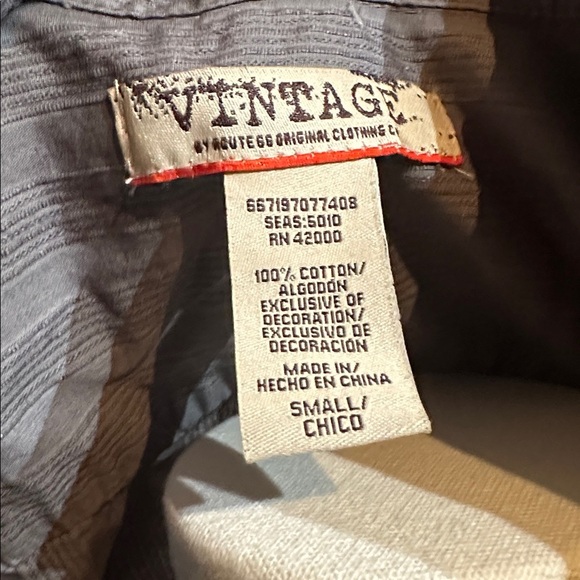 VINTAGE
BY ROUTE 66 ORIGINAL CLOTHING C
667197077408
SEAS:5010
RN 42000
100% COTTON/
ALGODÓN
EXCLUSIVE OF
DECORATION/
EXCLUSIVO DE
DECORACIÓN
MADE IN/
HECHO EN CHINA
SMALL/
CHICO